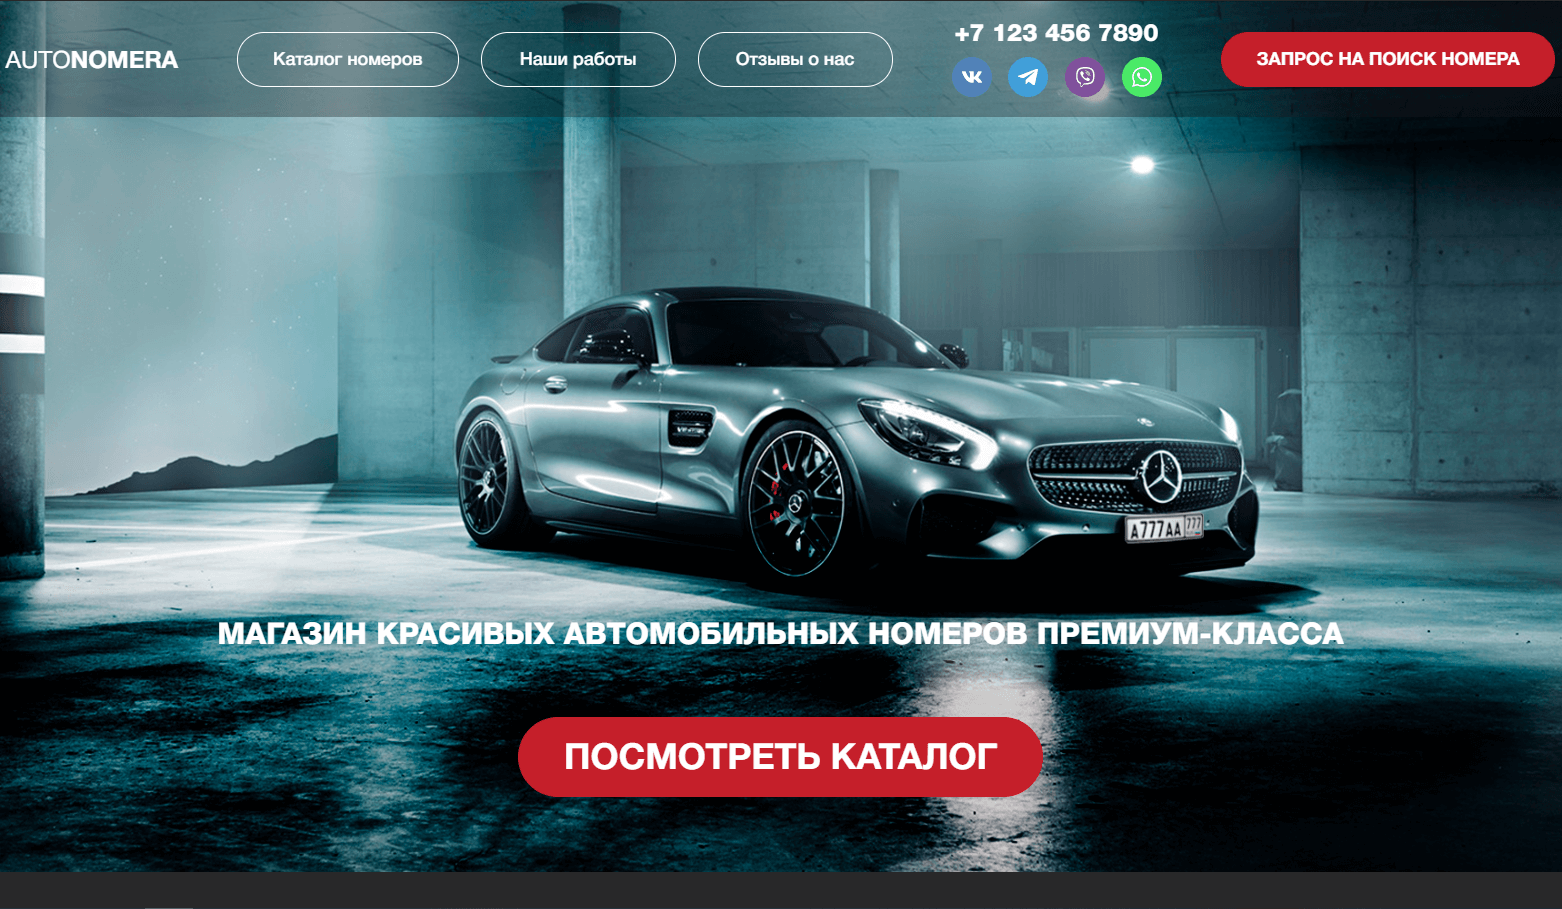 AUTONOMERA
Каталог номеров
Наши работы
Отзывы о нас
+7 123 456 7890
ЗАПРОС НА ПОИСК НОМЕРА
А777АА 777
МАГАЗИН КРАСИВЫХ АВТОМОБИЛЬНЫХ НОМЕРОВ ПРЕМИУМ-КЛАССА
ПОСМОТРЕТЬ КАТАЛОГ